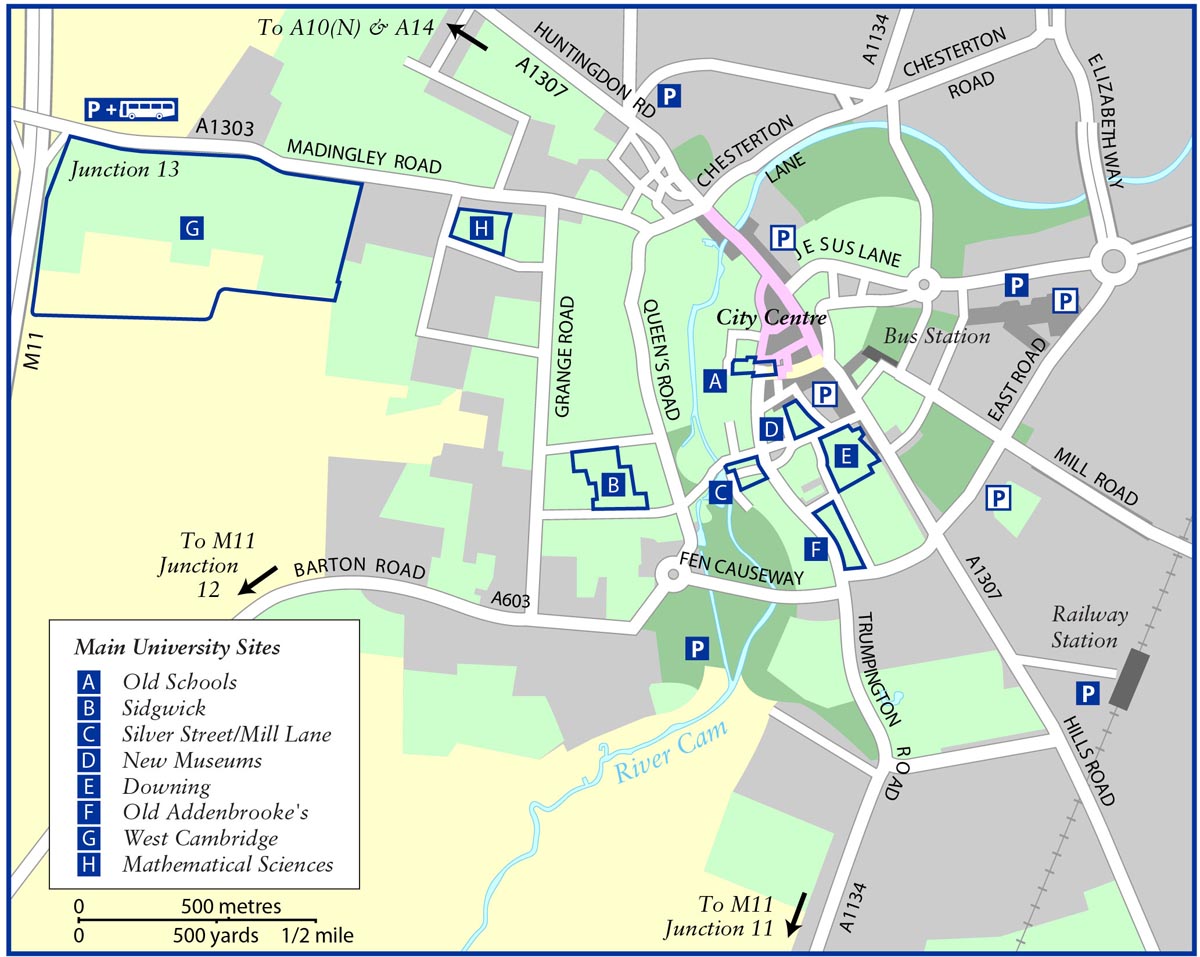 To A10(N) & A14
HUNTINGDON RD
A1307
A1134
CHESTERTON
ROAD
ELIZABETH WAY
P
P +
A1303
MADINGLEY ROAD
Junction 13
CHESTERTON
LANE
G
H
P
JESUS LANE
P
P
M11
GRANGE ROAD
QUEEN'S ROAD
City Centre
Bus Station
EAST ROAD
A
P
D
E
MILL ROAD
B
C
P
F
To M11
Junction
12
BARTON ROAD
A603
FEN CAUSEWAY
A1307
Railway
Station
P
P
TRUMPINGTON ROAD
HILLS ROAD
River Cam
Main University Sites
A Old Schools
B Sidgwick
C Silver Street/Mill Lane
D New Museums
E Downing
F Old Addenbrooke's
G West Cambridge
H Mathematical Sciences
0 500 metres
0 500 yards 1/2 mile
To M11
Junction 11
A1134